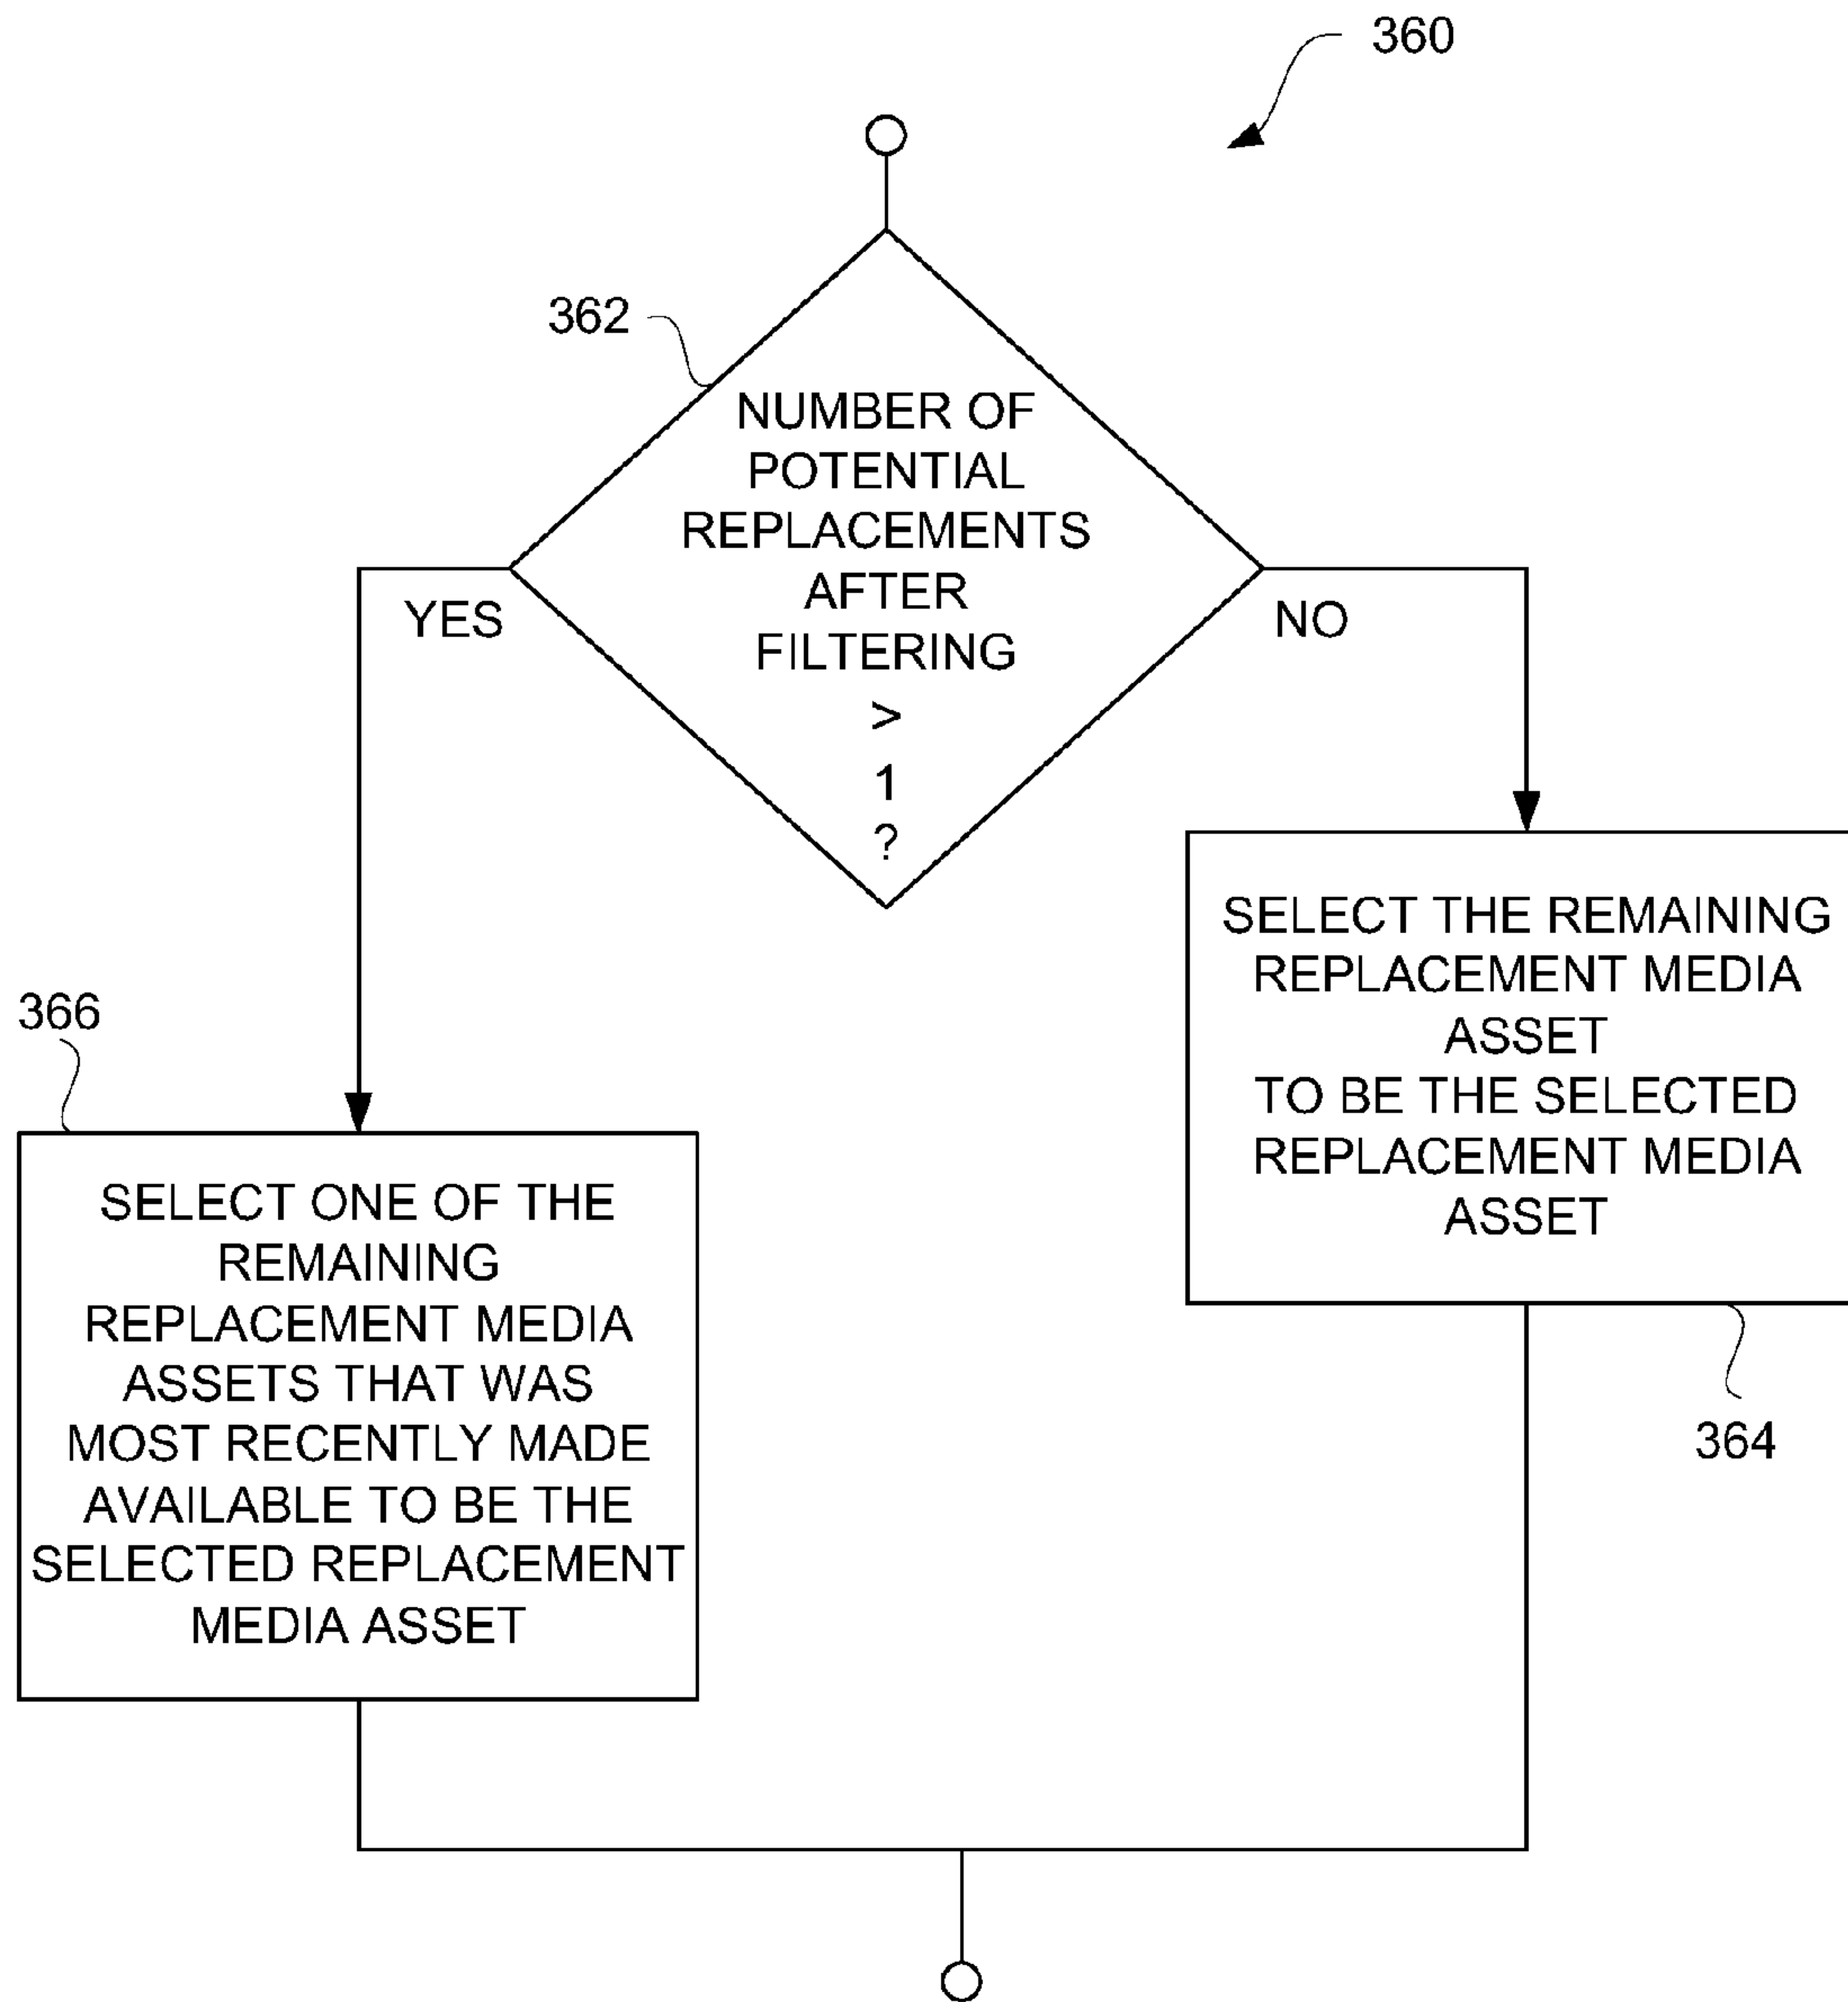 360
362
NUMBER OF
POTENTIAL
REPLACEMENTS
AFTER
FILTERING
>
1
?
YES
NO
SELECT THE REMAINING
REPLACEMENT MEDIA
ASSET
TO BE THE SELECTED
REPLACEMENT MEDIA
ASSET
364
366
SELECT ONE OF THE
REMAINING
REPLACEMENT MEDIA
ASSETS THAT WAS
MOST RECENTLY MADE
AVAILABLE TO BE THE
SELECTED REPLACEMENT
MEDIA ASSET